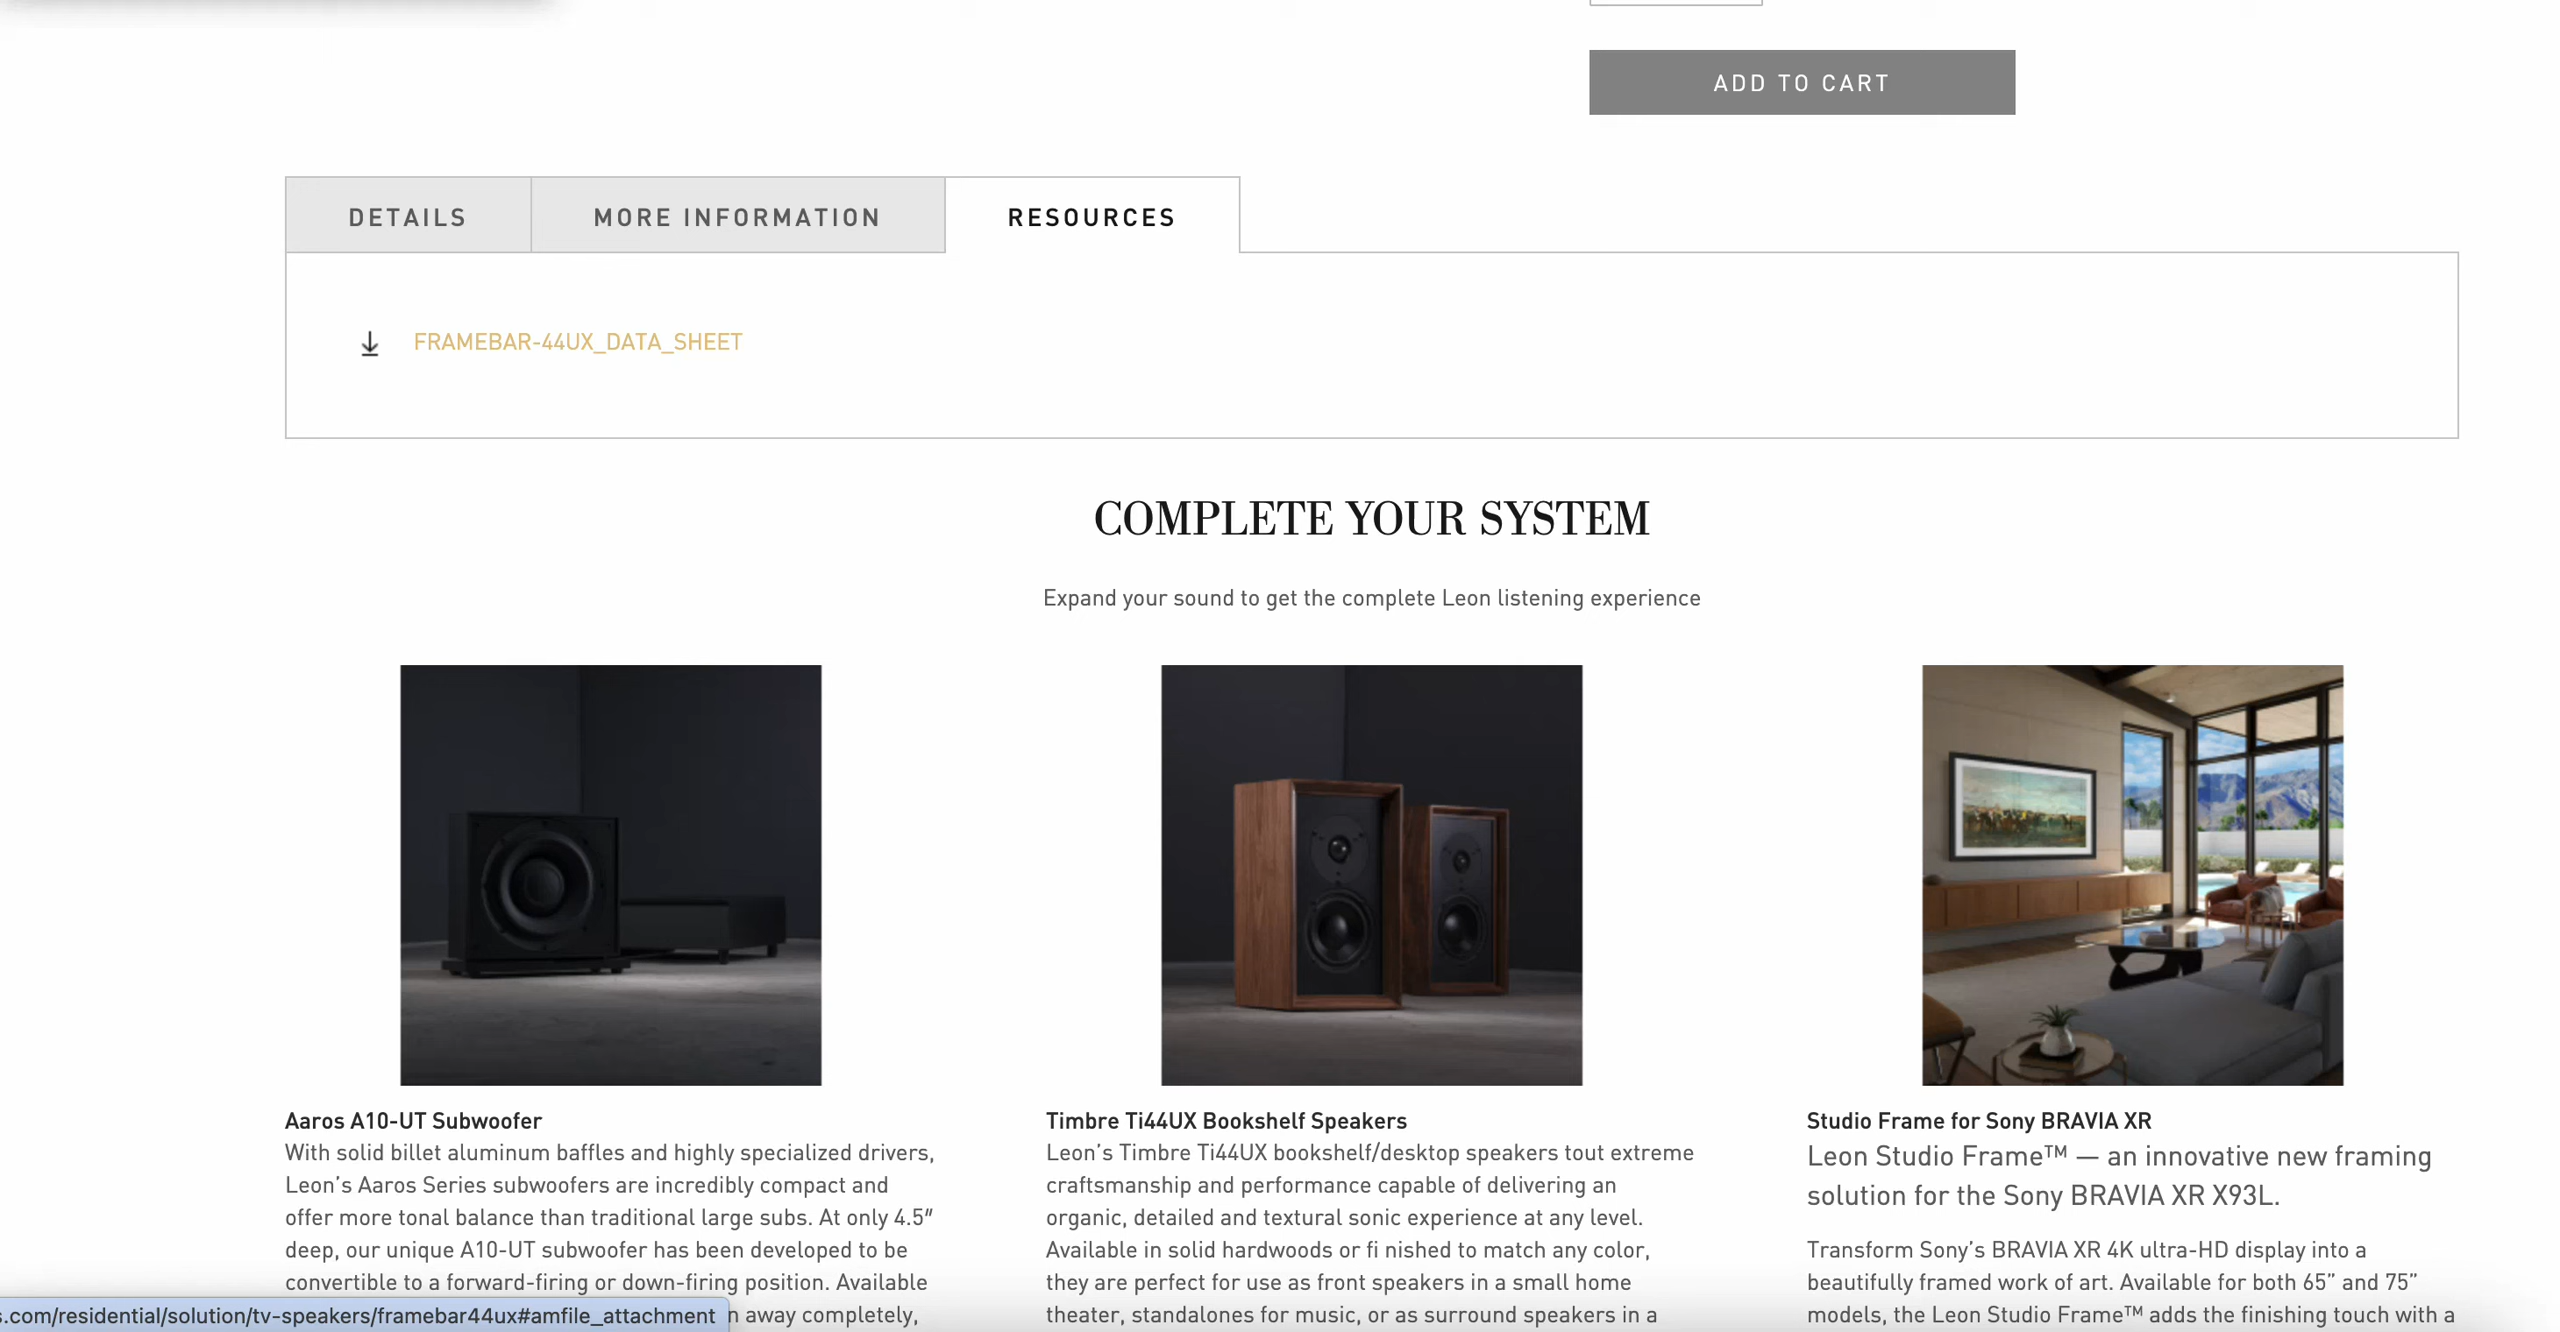 ADD TO CART
DETAILS
MORE INFORMATION
RESOURCES
FRAMEBAR-44UX_DATA_SHEET
COMPLETE YOUR SYSTEM
Expand your sound to get the complete Leon listening experience
Aaros A10-UT Subwoofer
With solid billet aluminum baffles and highly specialized drivers,
Leon's Aaros Series subwoofers are incredibly compact and
offer more tonal balance than traditional large subs. At only 4.5"
deep, our unique A10-UT subwoofer has been developed to be
convertible to a forward-firing or down-firing position. Available
away completely,
Timbre Ti44UX Bookshelf Speakers
Leon's Timbre Ti44UX bookshelf/desktop speakers tout extreme
craftsmanship and performance capable of delivering an
organic, detailed and textural sonic experience at any level.
Available in solid hardwoods or fi nished to match any color,
they are perfect for use as front speakers in a small home
theater, standalones for music, or as surround speakers in a
Studio Frame for Sony BRAVIA XR
Leon Studio Frame™ — an innovative new framing
solution for the Sony BRAVIA XR X93L.
Transform Sony's BRAVIA XR 4K ultra-HD display into a
beautifully framed work of art. Available for both 65” and 75”
models, the Leon Studio Frame™ adds the finishing touch with a
s.com/residential/solution/tv-speakers/framebar44ux#amfile_attachment